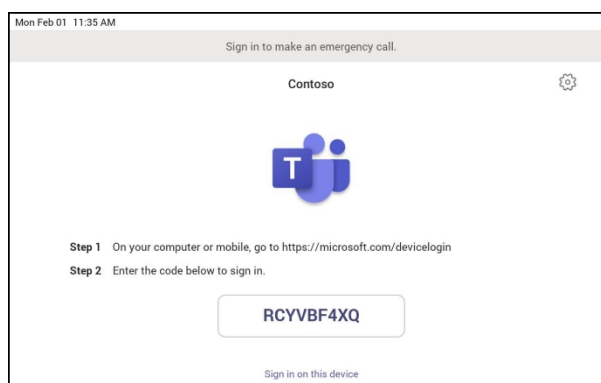 Mon Feb 01 11:35 AM
Sign in to make an emergency call.
Contoso
T
Step 1 On your computer or mobile, go to https://microsoft.com/devicelogin
Step 2 Enter the code below to sign in.
RCYVBF4XQ
Sign in on this device